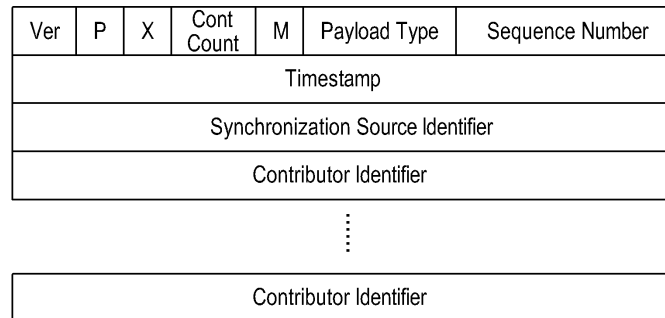 Ver P X Cont Count M Payload Type Sequence Number
Timestamp
Synchronization Source Identifier
Contributor Identifier
Contributor Identifier